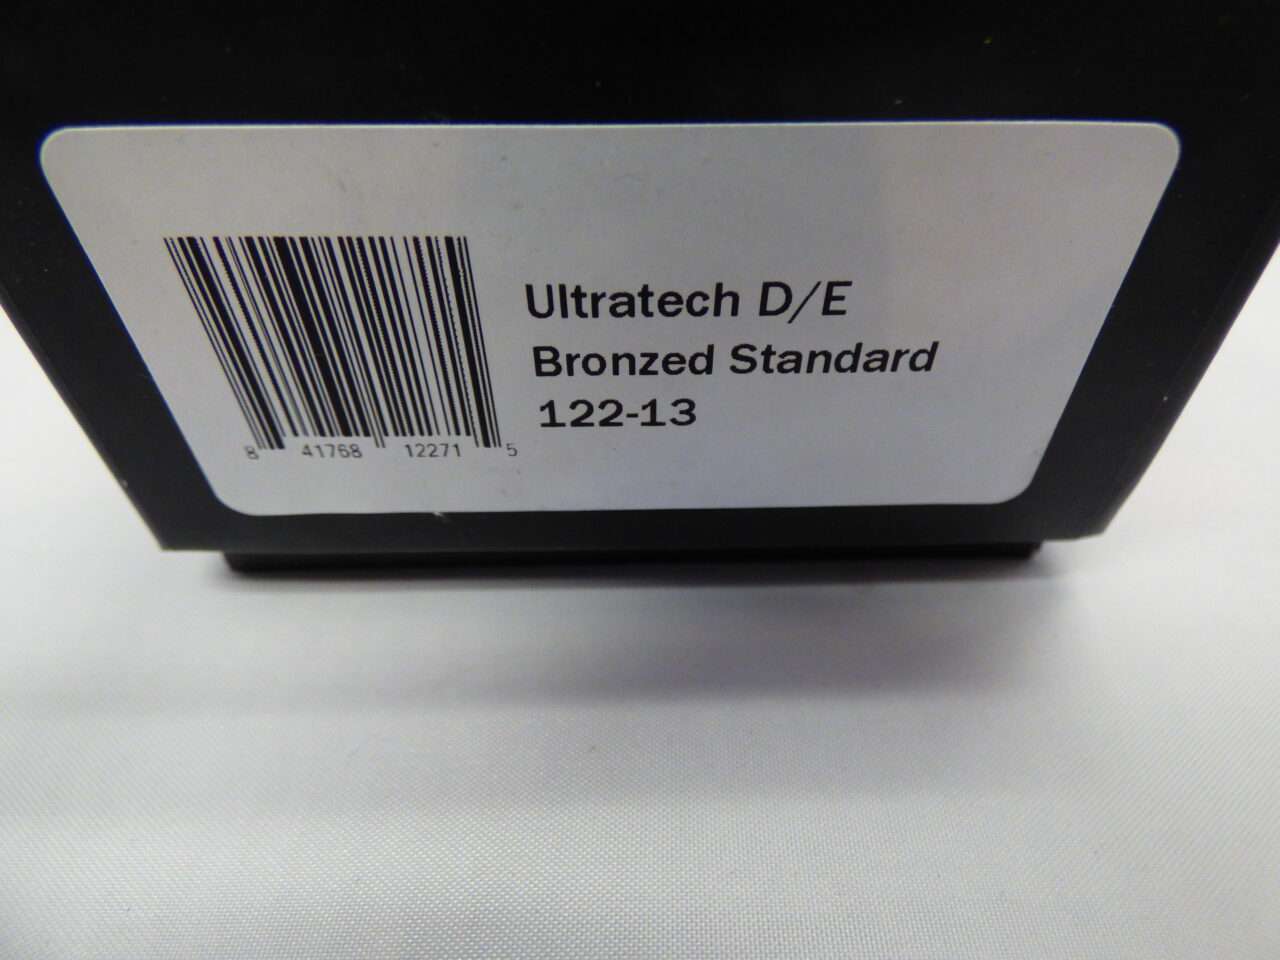 Ultratech D/E
Bronzed Standard
122-13
8 41768 12271 5